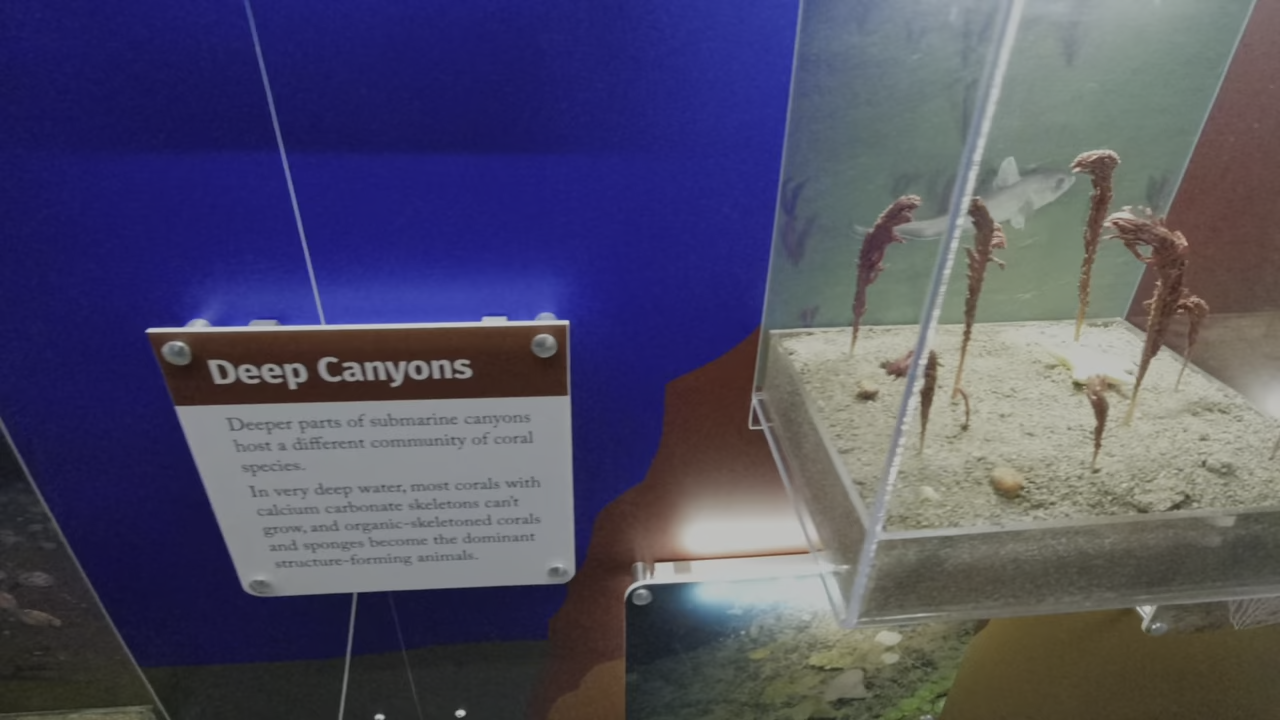 Deep Canyons
Deeper parts of submarine canyons
host a different community of coral
species.
In very deep water, most corals with
calcium carbonate skeletons can't
grow, and organic-skeletoned corals
and sponges become the dominant
structure-forming animals.